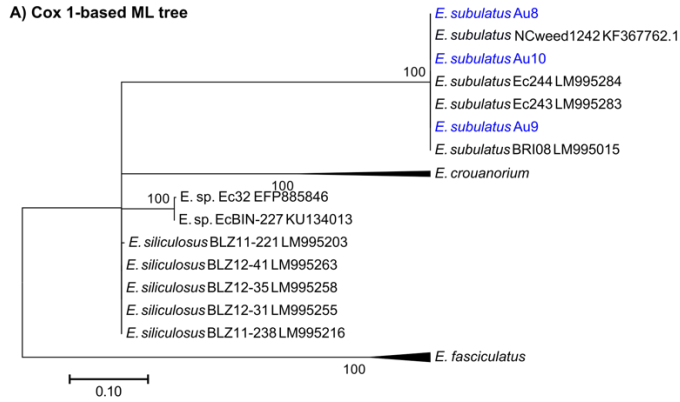 A) Cox 1-based ML tree
E. subulatus Au8
E. subulatus NCweed1242 KF367762.1
E. subulatus Au10
100
E. subulatus Ec244 LM995284
E. subulatus Ec243 LM995283
E. subulatus Au9
E. subulatus BRI08 LM995015
E. crouanorium
100
100
E. sp. Ec32 EFP885846
E. sp. EcBIN-227 KU134013
E. siliculosus BLZ11-221 LM995203
E. siliculosus BLZ12-41 LM995263
E. siliculosus BLZ12-35 LM995258
E. siliculosus BLZ12-31 LM995255
E. siliculosus BLZ11-238 LM995216
E. fasciculatus
100
0.10